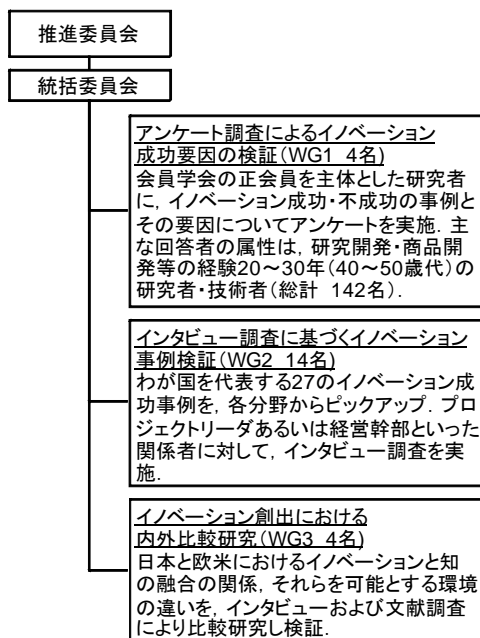 推進委員会
統括委員会
アンケート調査によるイノベーション
成功要因の検証(WG1 4名)
会員学会の正会員を主体とした研究者
に，イノベーション成功・不成功の事例と
その要因についてアンケートを実施．主
な回答者の属性は，研究開発・商品開
発等の経験20～30年(40～50歳代)の
研究者・技術者(総計 142名)．
インタビュー調査に基づくイノベーション
事例検証(WG2 14名)
わが国を代表する27のイノベーション成
功事例を，各分野からピックアップ．プロ
ジェクトリーダあるいは経営幹部といった
関係者に対して，インタビュー調査を実
施．
イノベーション創出における
内外比較研究(WG3 4名)
日本と欧米におけるイノベーションと知
の融合の関係，それらを可能とする環境
の違いを，インタビューおよび文献調査
により比較研究し検証．